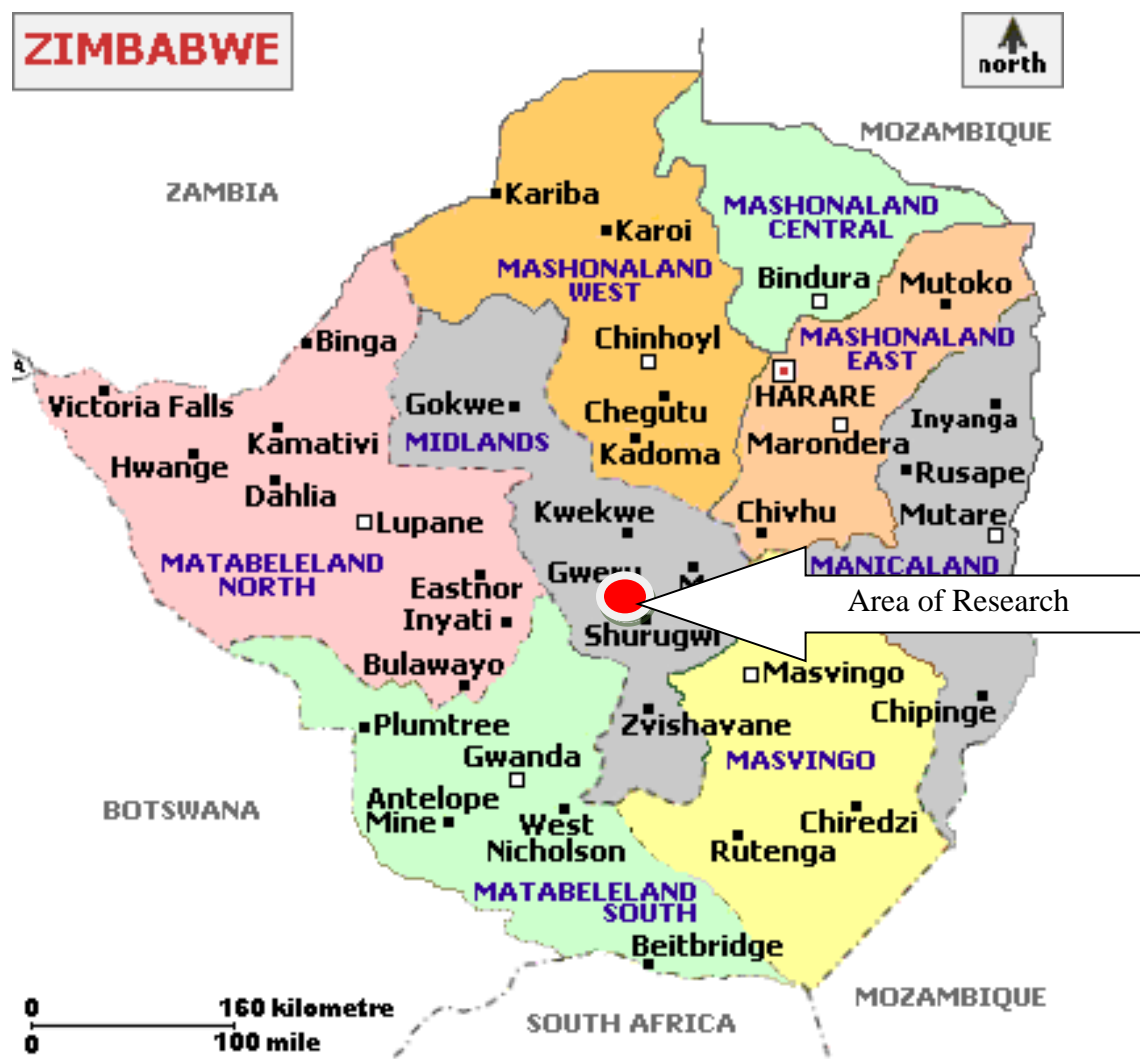 ZIMBABWE
north
MOZAMBIQUE
ZAMBIA
Kariba
MASHONALAND
CENTRAL
Karoi
MASHONALAND
WEST
Bindura
Mutoko
Binga
Chinhoyl
MASHONALAND
EAST
Victoria Falls
Gokwe
Chegutu
HARARE
Inyanga
Kamativi
MIDLANDS
Kadoma
Marondera
Hwange
Rusape
Dahlia
Lupane
Kwekwe
Chivhu
Mutare
MATABELELAND
NORTH
Eastnor
Gweru
MANICALAND
Area of Research
Inyati
Shurugwi
Bulawayo
Masvingo
Plumtree
Zvishavane
Chipinge
Gwanda
MASVINGO
BOTSWANA
Antelope
Mine
West
Nicholson
Chiredzi
Rutenga
MATABELELAND
SOUTH
Beitbridge
0 160 kilometre
0 100 mile
SOUTH AFRICA
MOZAMBIQUE